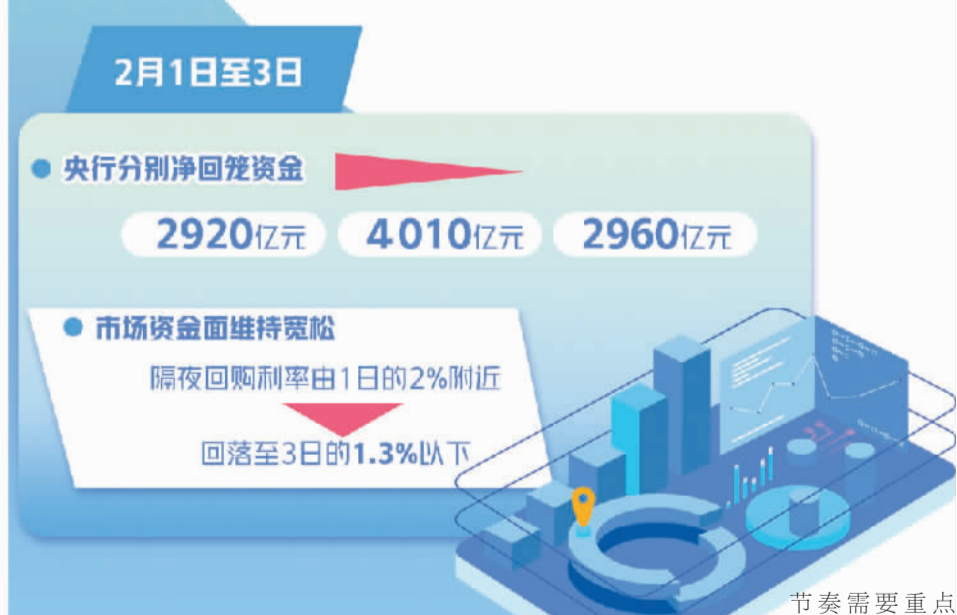 2月1日至3日
央行分别净回笼资金
2920亿元 4010亿元 2960亿元
市场资金面维持宽松
隔夜回购利率由1日的2%附近
回落至3日的1.3%以下
节奏需要重点